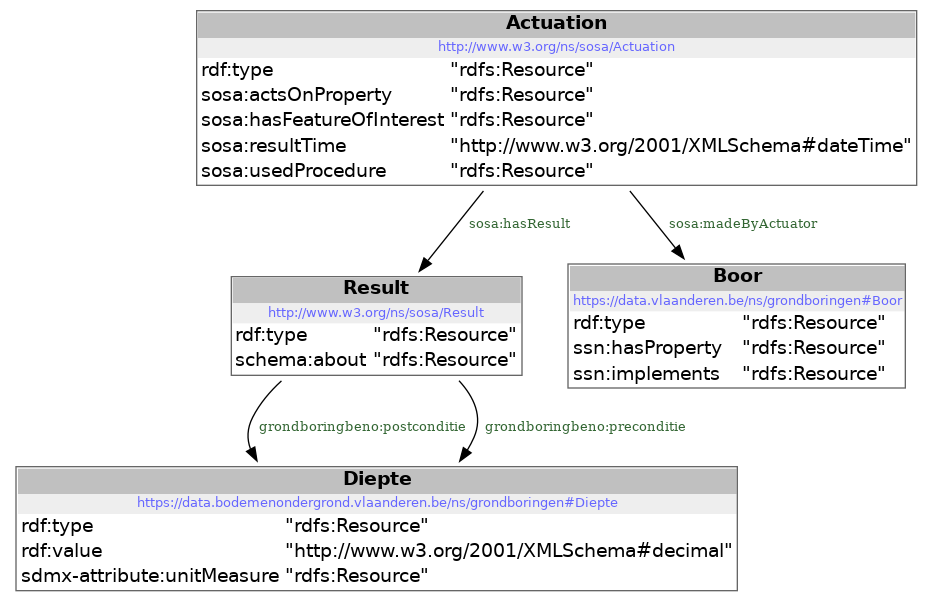 Actuation
http://www.w3.org/ns/sosa/Actuation
rdf:type "rdfs:Resource"
sosa:actsOnProperty "rdfs:Resource"
sosa:hasFeatureOfInterest "rdfs:Resource"
sosa:resultTime "http://www.w3.org/2001/XMLSchema#dateTime"
sosa:usedProcedure "rdfs:Resource"
sosa:hasResult
sosa:madeByActuator
Result
http://www.w3.org/ns/sosa/Result
rdf:type "rdfs:Resource"
schema:about "rdfs:Resource"
Boor
https://data.vlaanderen.be/ns/grondboringen#Boor
rdf:type "rdfs:Resource"
ssn:hasProperty "rdfs:Resource"
ssn:implements "rdfs:Resource"
grondboringbeno:postconditie
grondboringbeno:preconditie
Diepte
https://data.bodemenondergrond.vlaanderen.be/ns/grondboringen#Diepte
rdf:type "rdfs:Resource"
rdf:value "http://www.w3.org/2001/XMLSchema#decimal"
sdmx-attribute:unitMeasure "rdfs:Resource"